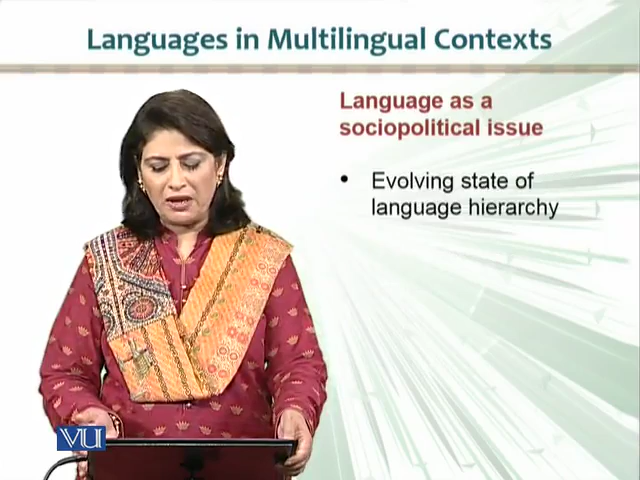 Languages in Multilingual Contexts
Language as a
sociopolitical issue
• Evolving state of
language hierarchy
VU